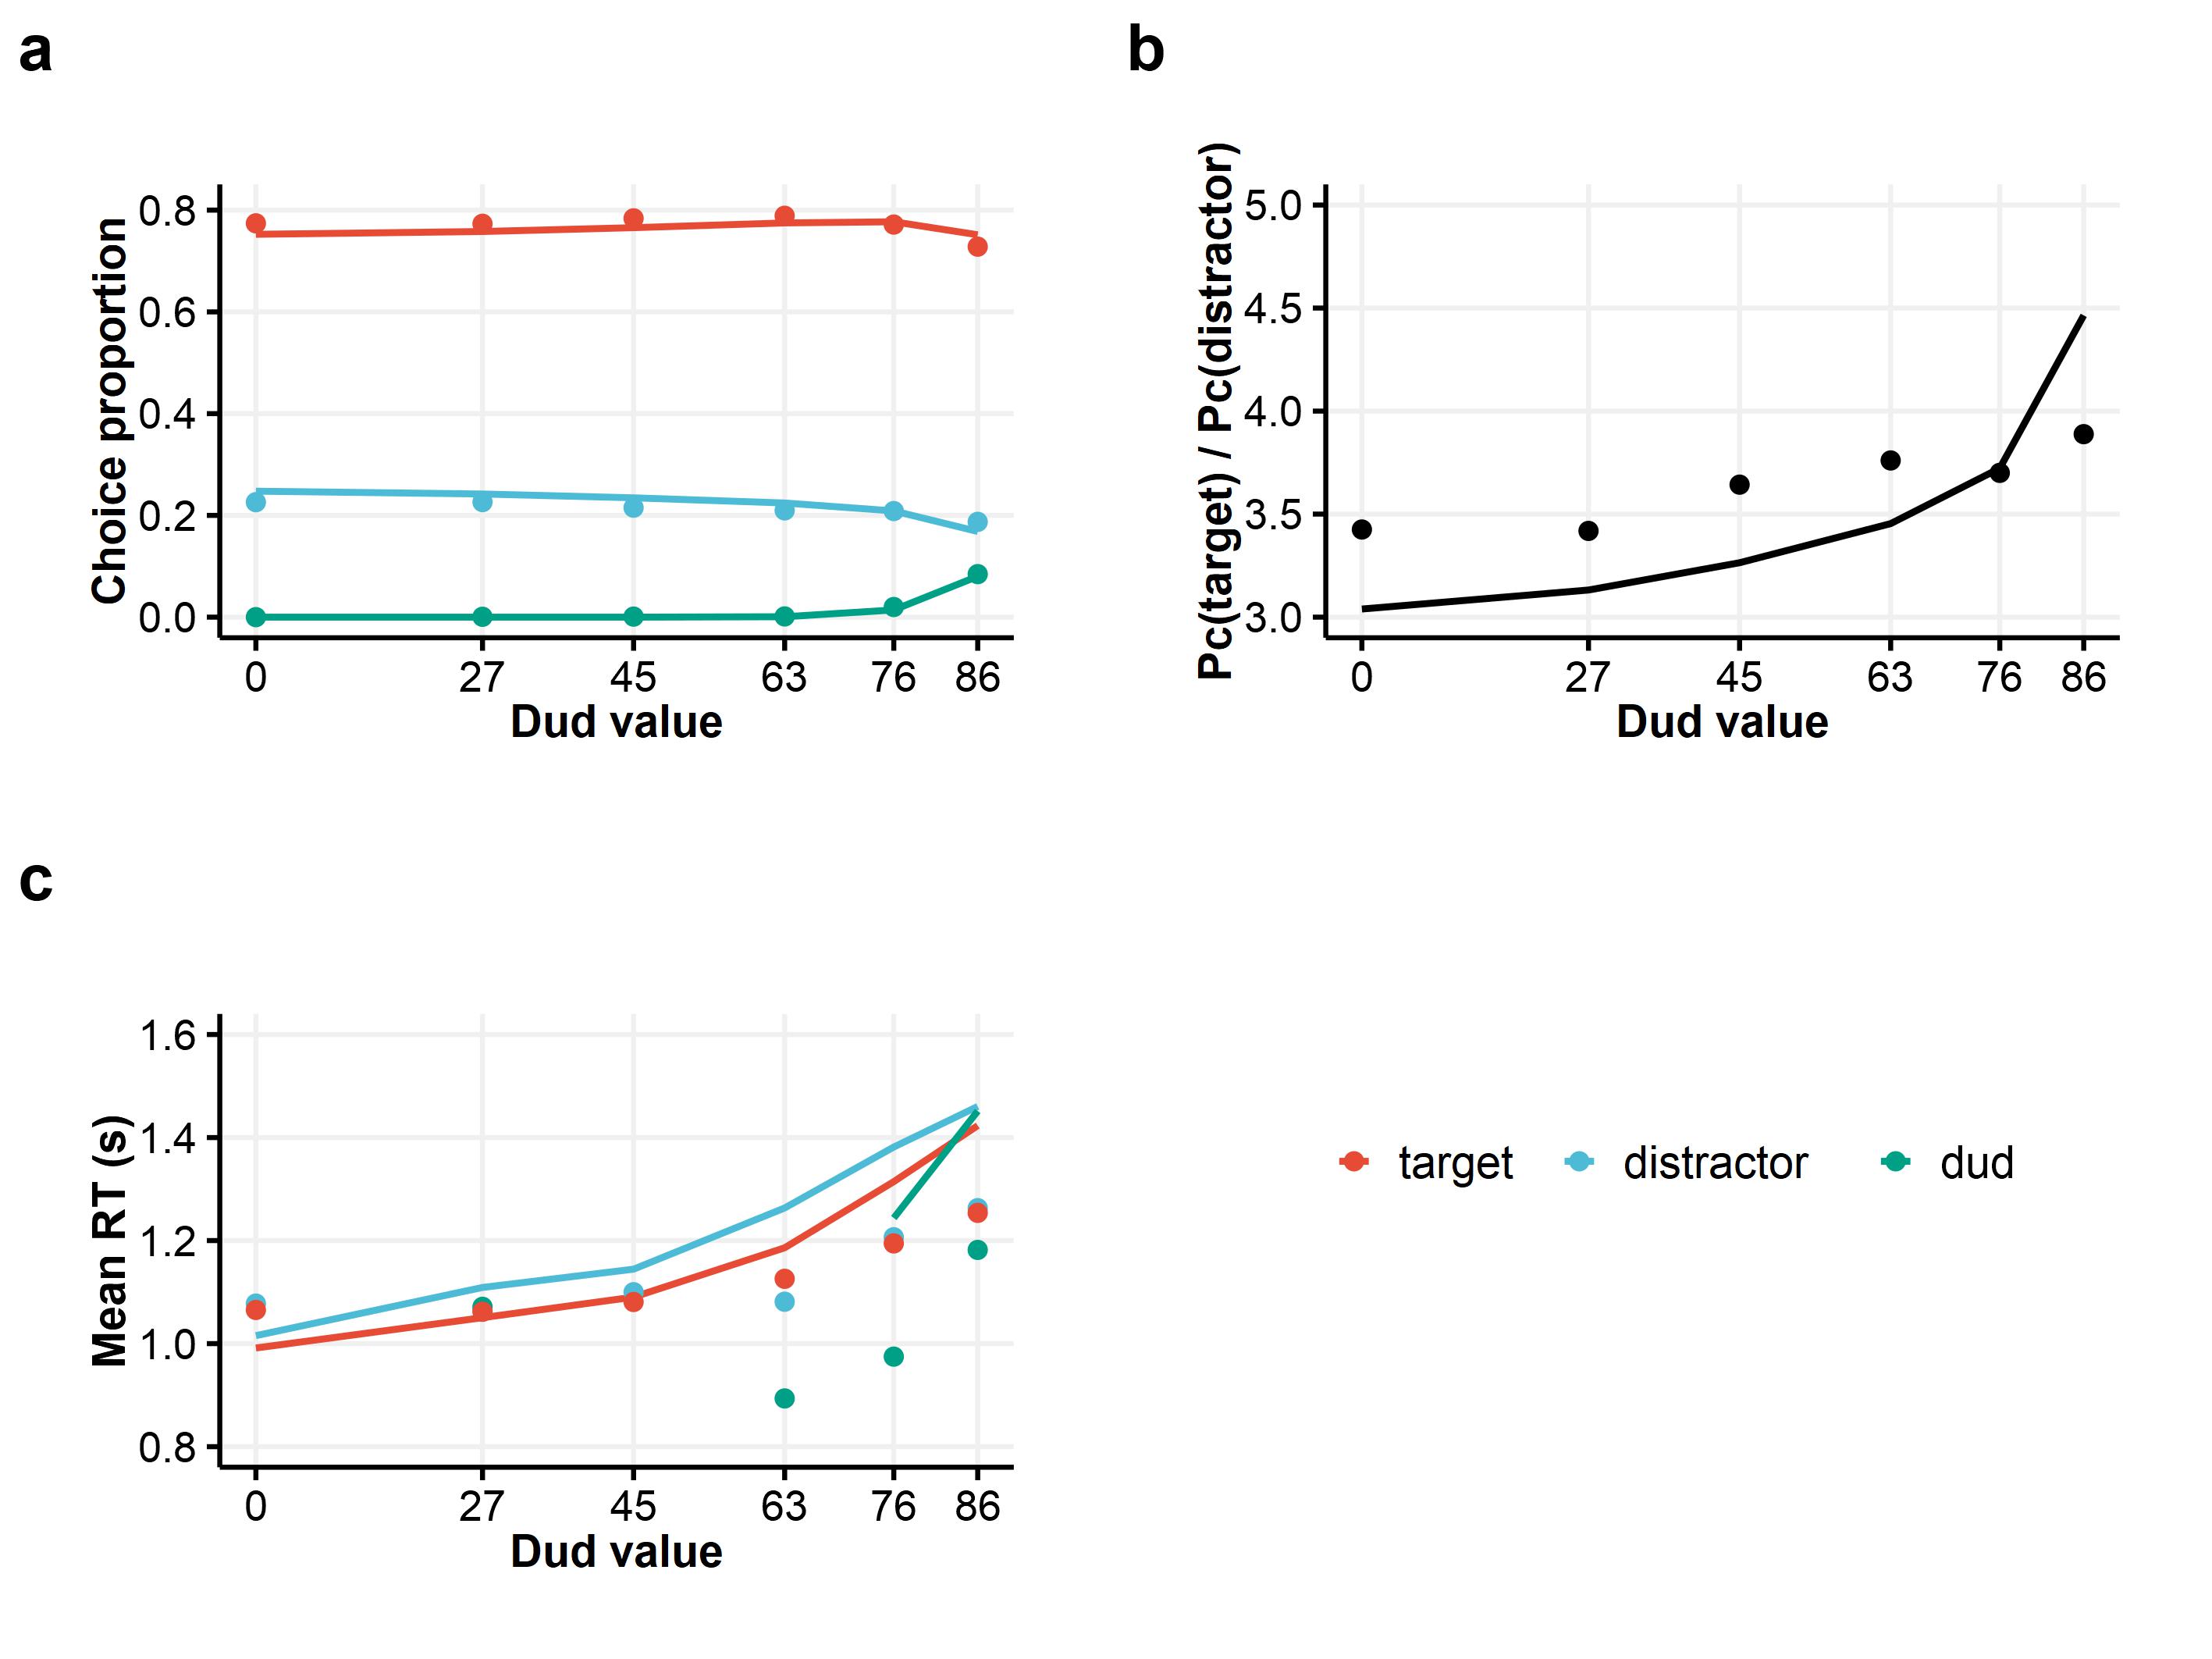 a
Choice proportion
0.8
0.6
0.4
0.2
0.0
0 27 45 63 76 86
Dud value
b
Pc(target) / Pc(distractor)
5.0
4.5
4.0
3.5
3.0
0 27 45 63 76 86
Dud value
c
Mean RT (s)
1.6
1.4
1.2
1.0
0.8
0 27 45 63 76 86
Dud value
target distractor dud